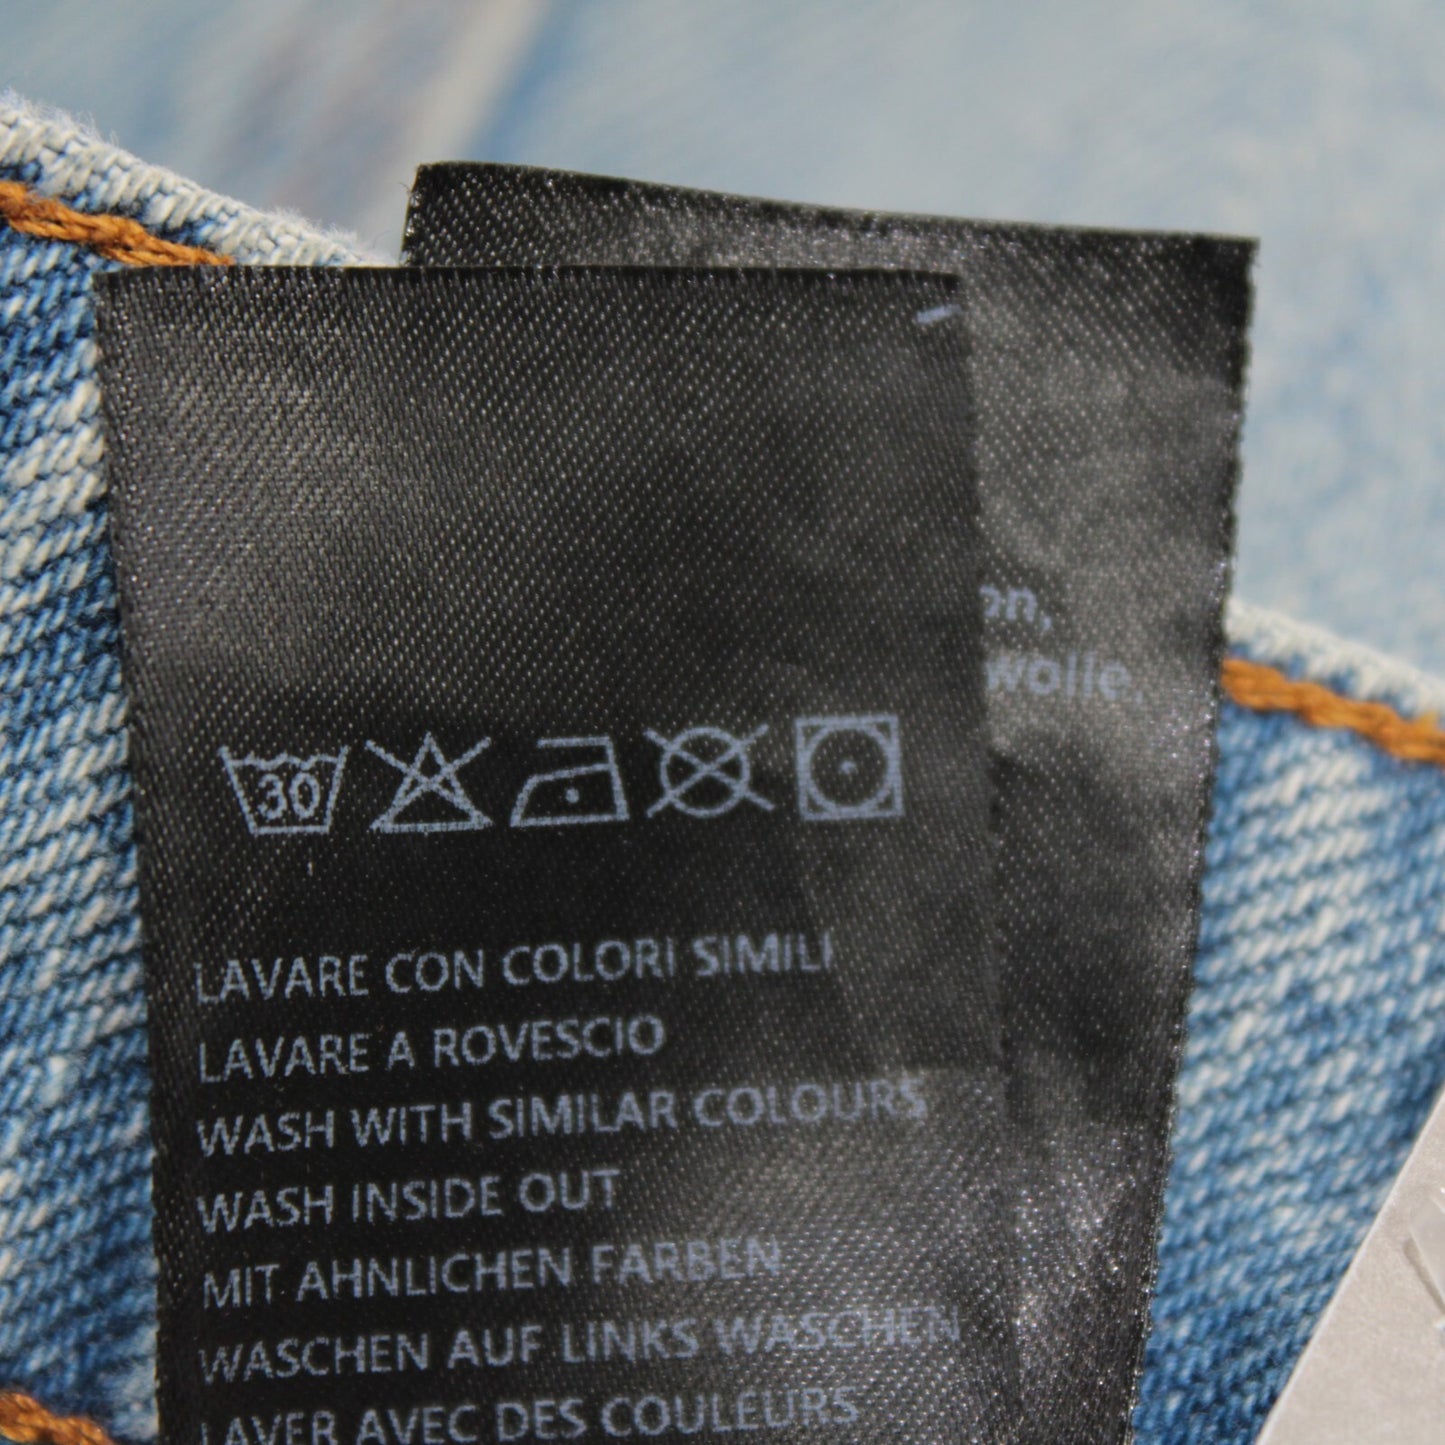 30
LAVARE CON COLORI SIMILI
LAVARE A ROVESCIO
WASH WITH SIMILAR COLOURS
WASH INSIDE OUT
MIT AHNLICHEN FARBEN
WASCHEN AUF LINKS WASCHEN
LAVER AVEC DES COULEURS
on,
wolle,